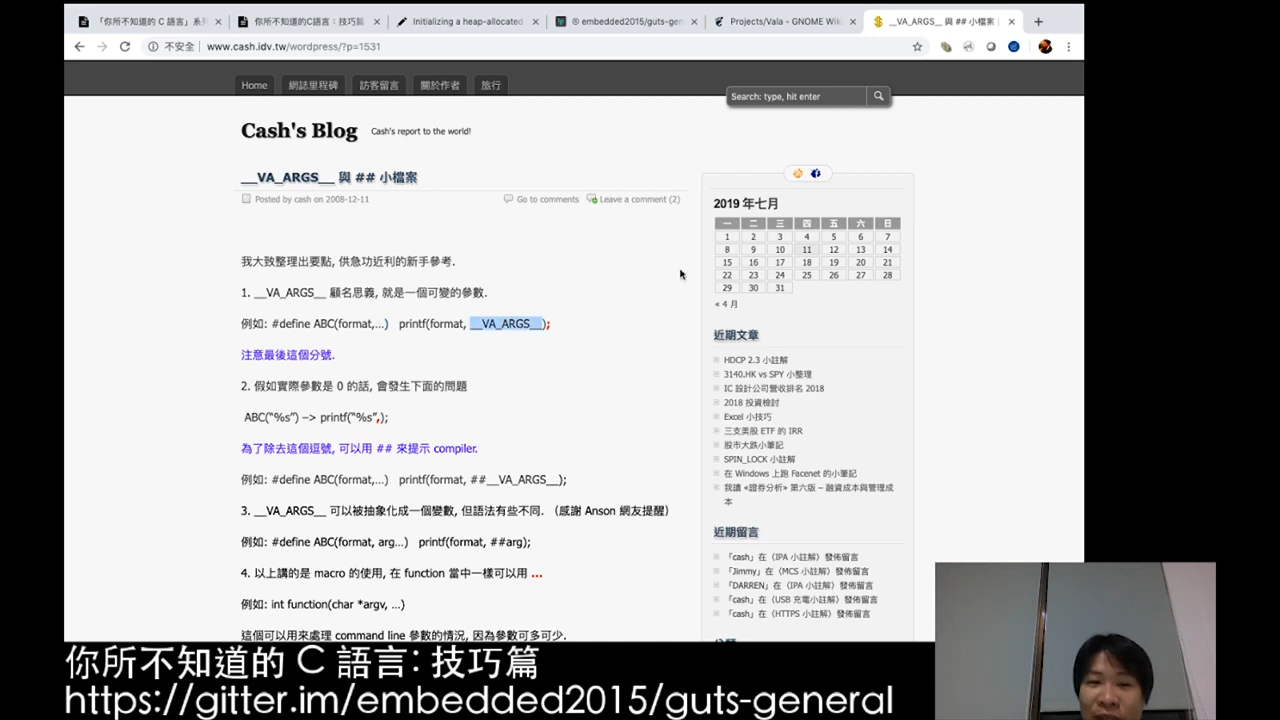 「你所不知道的 C 語言」系列
你所不知道的C語言：技巧篇
Initializing a heap-allocated
® embedded2015/guts-gen
Projects/Vala - GNOME Wiki
__VA_ARGS__ 與 ## 小檔案 |
不安全 | www.cash.idv.tw/wordpress/?p=1531
Home
網誌里程碑
訪客留言
關於作者
旅行
Search: type, hit enter
Cash's Blog
Cash's report to the world!
__VA_ARGS__ 與 ## 小檔案
Posted by cash on 2008-12-11
Go to comments
Leave a comment (2)
我大致整理出要點, 供急功近利的新手參考.
1. __VA_ARGS__ 顧名思義, 就是一個可變的參數.
例如: #define ABC(format,...) printf(format, __VA_ARGS__);
注意最後這個分號.
2. 假如實際參數是 0 的話, 會發生下面的問題
ABC("%s") –> printf("%s",);
為了除去這個逗號, 可以用 ## 來提示 compiler.
例如: #define ABC(format,...) printf(format, ##__VA_ARGS__);
3. __VA_ARGS__ 可以被抽象化成一個變數, 但語法有些不同. （感謝 Anson 網友提醒）
例如: #define ABC(format, arg...) printf(format, ##arg);
4. 以上講的是 macro 的使用, 在 function 當中一樣可以用 ...
例如: int function(char *argv, ...)
這個可以用來處理 command line 參數的情況, 因為參數可多可少.
2019 年七月
一 二 三 四 五 六 日
1 2 3 4 5 6 7
8 9 10 11 12 13 14
15 16 17 18 19 20 21
22 23 24 25 26 27 28
29 30 31
« 4 月
近期文章
HDCP 2.3 小註解
3140.HK vs SPY 小整理
IC 設計公司營收排名 2018
2018 投資檢討
Excel 小技巧
三支美股 ETF 的 IRR
股市大跌小筆記
SPIN_LOCK 小註解
在 Windows 上跑 Facenet 的小筆記
我讀 «證券分析» 第六版 – 融資成本與管理成
本
近期留言
「cash」在〈IPA 小註解〉發佈留言
「Jimmy」在〈MCS 小註解〉發佈留言
「DARREN」在〈IPA 小註解〉發佈留言
「cash」在〈USB 充電小註解〉發佈留言
「cash」在〈HTTPS 小註解〉發佈留言
你所不知道的 C 語言: 技巧篇
https://gitter.im/embedded2015/guts-general